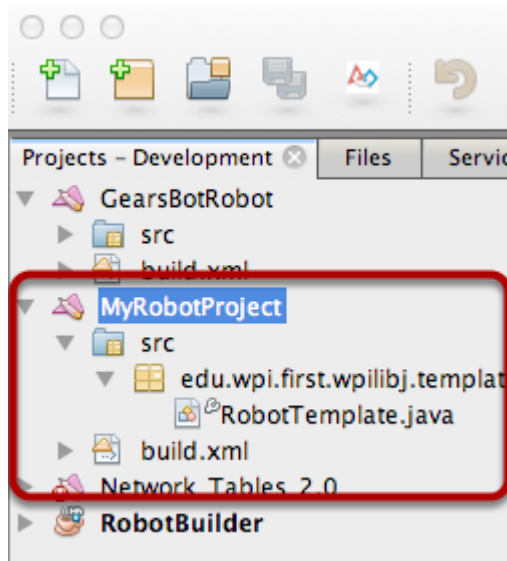 Projects – Development Files Servic
GearsBotRobot
src
build.xml
MyRobotProject
src
edu.wpi.first.wpilibj.templat
RobotTemplate.java
build.xml
Network Tables 2.0
RobotBuilder